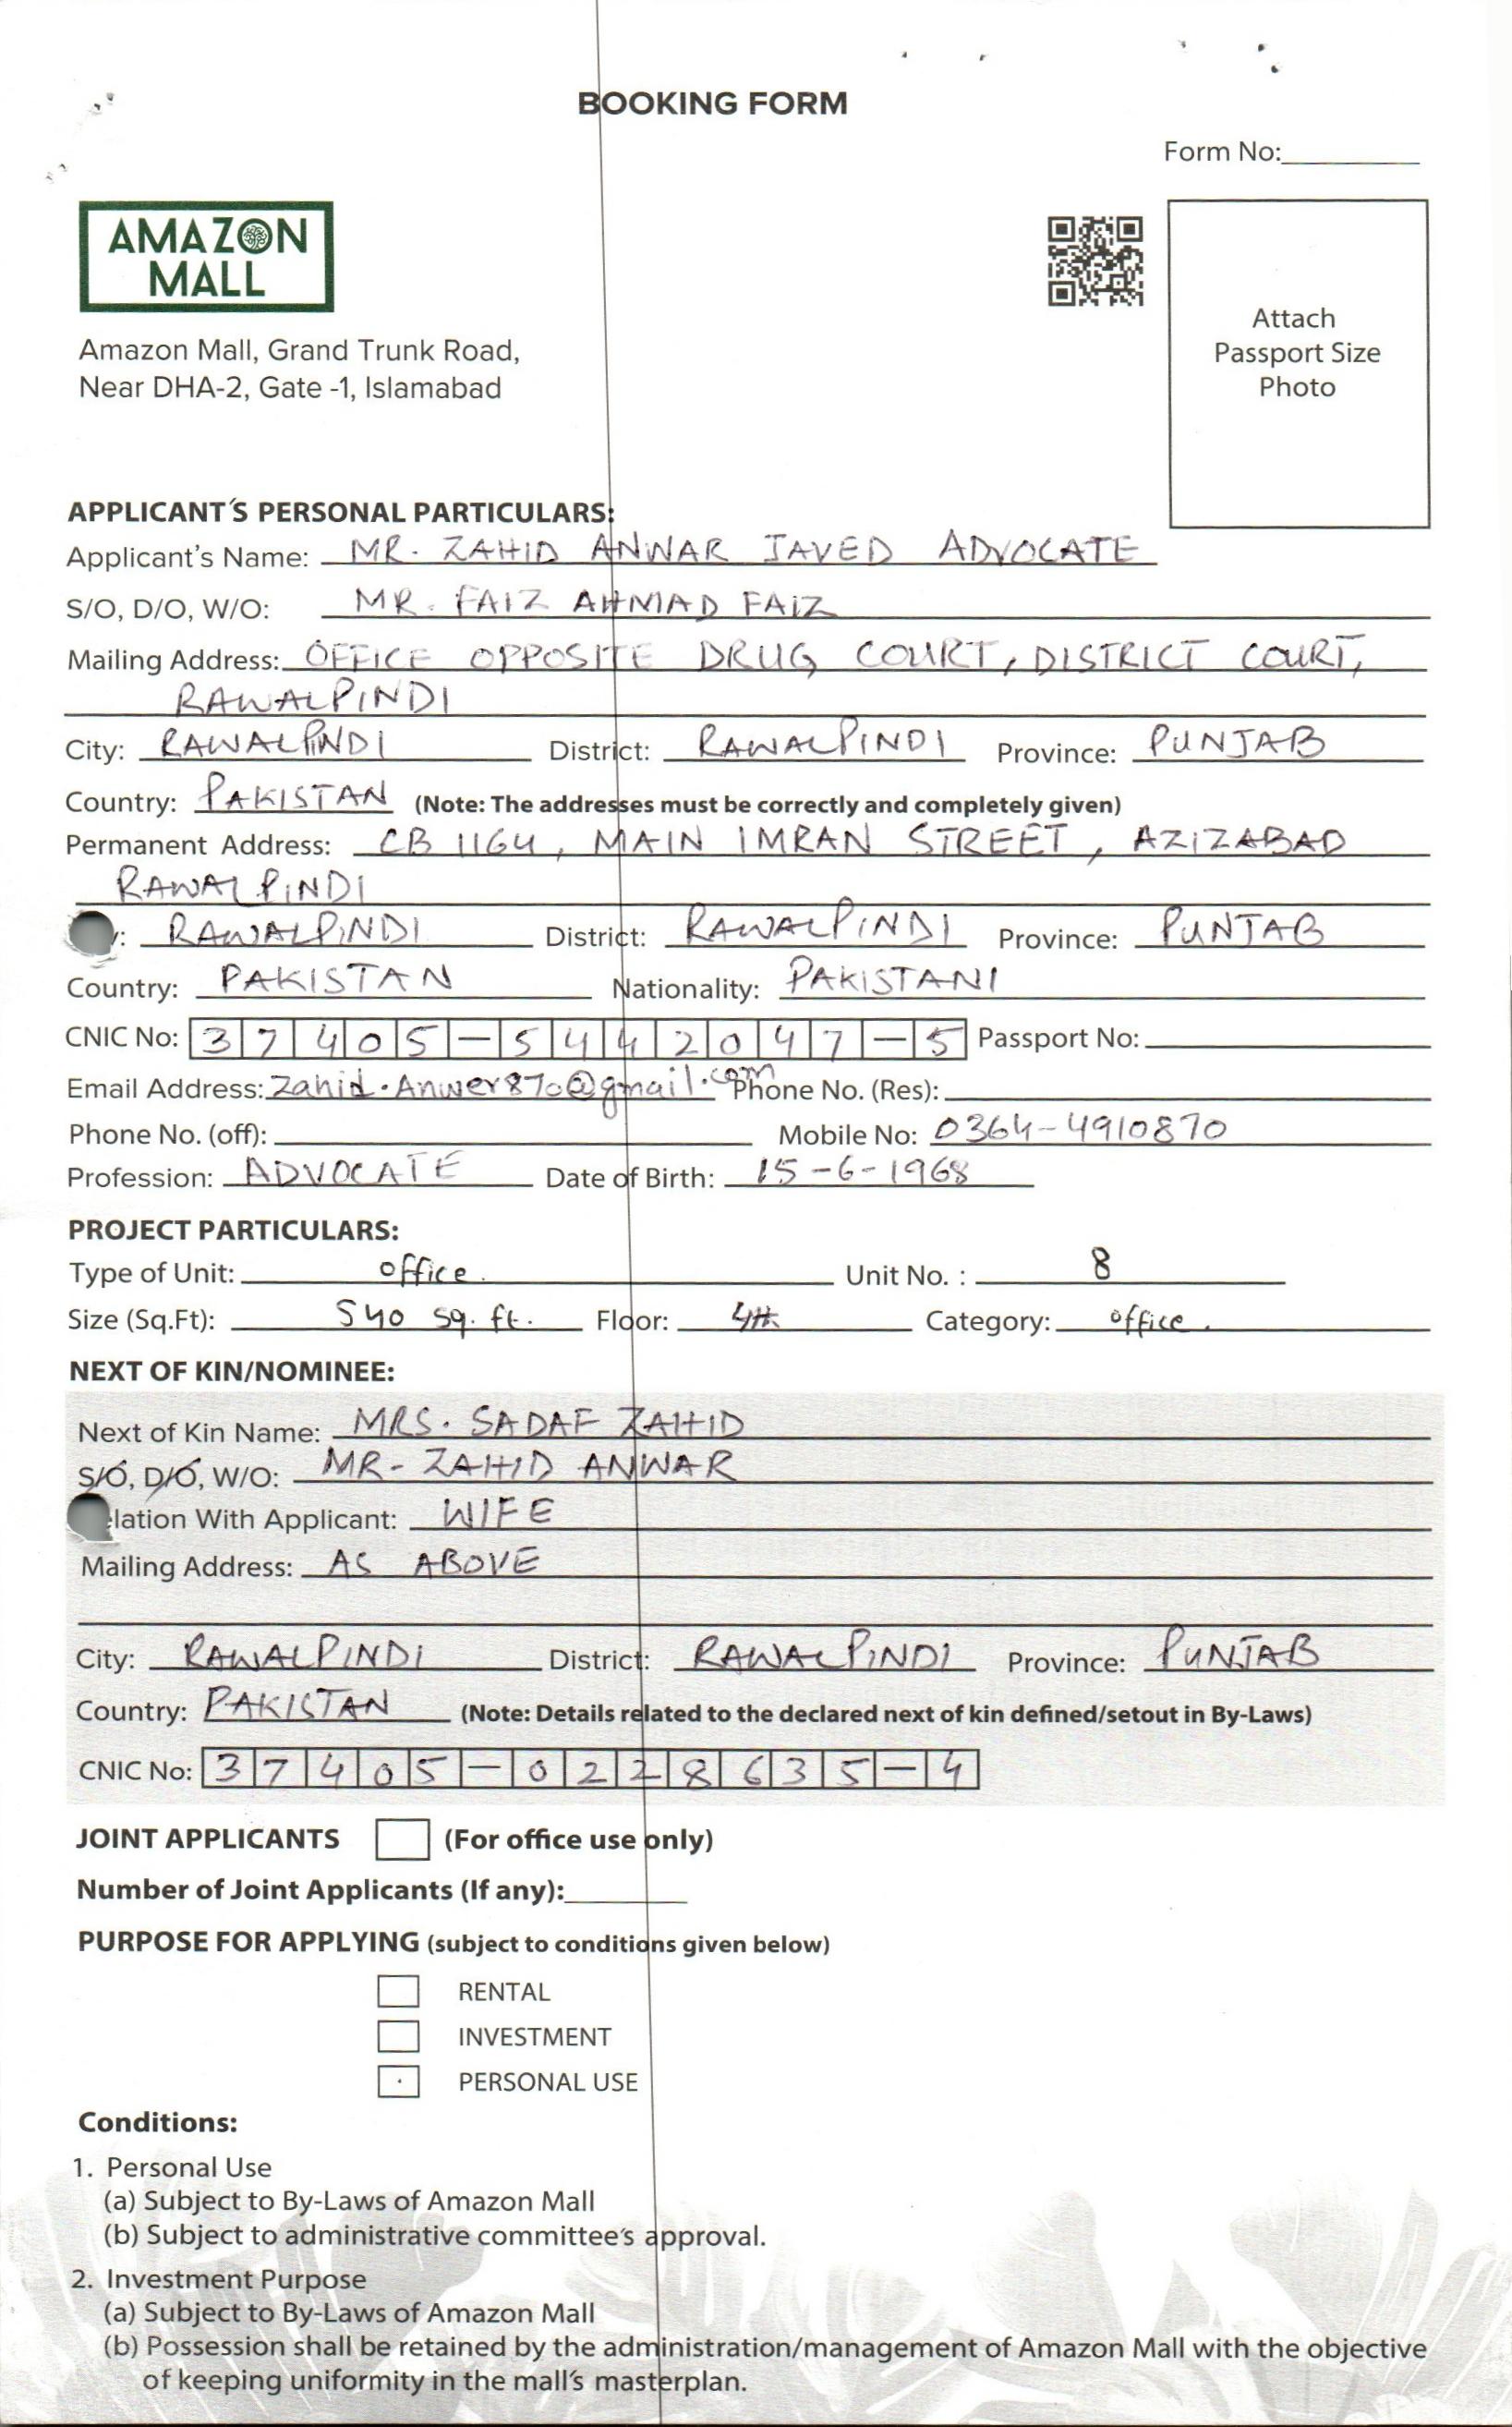 BOOKING FORM
Form No:
AMAZON
MALL
Attach
Passport Size
Photo
Amazon Mall, Grand Trunk Road,
Near DHA-2, Gate -1, Islamabad
APPLICANT'S PERSONAL PARTICULARS:
Applicant's Name: MR. ZAHID ANWAR JAVED ADVOCATE
S/O, D/O, W/O: MR. FAIZ AHMAD FAIZ
Mailing Address: OFFICE OPPOSITE DRUG COURT, DISTRICT COURT,
RAWALPINDI
City: RAWALPINDI District: RAWALPINDI Province: PUNJAB
Country: PAKISTAN (Note: The addresses must be correctly and completely given)
Permanent Address: CB 1164, MAIN IMRAN STREET, AZIZABAD
RAWALPINDI
y: RAWALPINDI District: RAWALPINDI Province: PUNJAB
Country: PAKISTAN Nationality: PAKISTANI
CNIC No: 37405-5442047-5 Passport No:
Email Address: Zahid.Anwer870@gmail.com Phone No. (Res):
Phone No. (off): Mobile No: 0364-4910870
Profession: ADVOCATE Date of Birth: 15-6-1968
PROJECT PARTICULARS:
Type of Unit: office. Unit No. : 8
Size (Sq.Ft): 540 sq. ft. Floor: 4th Category: office.
NEXT OF KIN/NOMINEE:
Next of Kin Name: MRS. SADAF ZAHID
S/O, D/O, W/O: MR- ZAHID ANWAR
elation With Applicant: WIFE
Mailing Address: AS ABOVE
City: RAWALPINDI District: RAWALPINDI Province: PUNJAB
Country: PAKISTAN (Note: Details related to the declared next of kin defined/setout in By-Laws)
CNIC No: 37405-0228635-4
JOINT APPLICANTS (For office use only)
Number of Joint Applicants (If any):
PURPOSE FOR APPLYING (subject to conditions given below)
RENTAL
INVESTMENT
PERSONAL USE
Conditions:
1. Personal Use
(a) Subject to By-Laws of Amazon Mall
(b) Subject to administrative committee's approval.
2. Investment Purpose
(a) Subject to By-Laws of Amazon Mall
(b) Possession shall be retained by the administration/management of Amazon Mall with the objective
of keeping uniformity in the mall's masterplan.